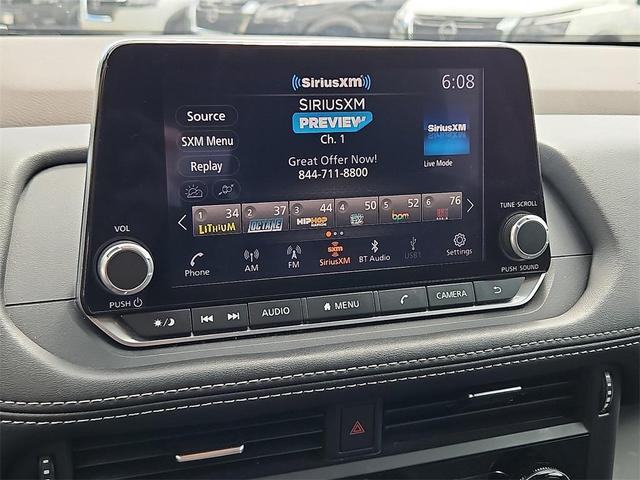 SiriusXM
6:08
SIRIUSXM
PREVIEW
Ch. 1
Great Offer Now!
844-711-8800
Source
SXM Menu
Replay
SiriusXM
Live Mode
1 34
LITHIUM
2 37
OCTANE
3 44
HIPHOP
4 50
5 52
bpm
6 76
Phone
AM
FM
sxm
SiriusXM
BT Audio
USB1
Settings
VOL
PUSH
TUNE·SCROLL
PUSH SOUND
AUDIO
MENU
CAMERA